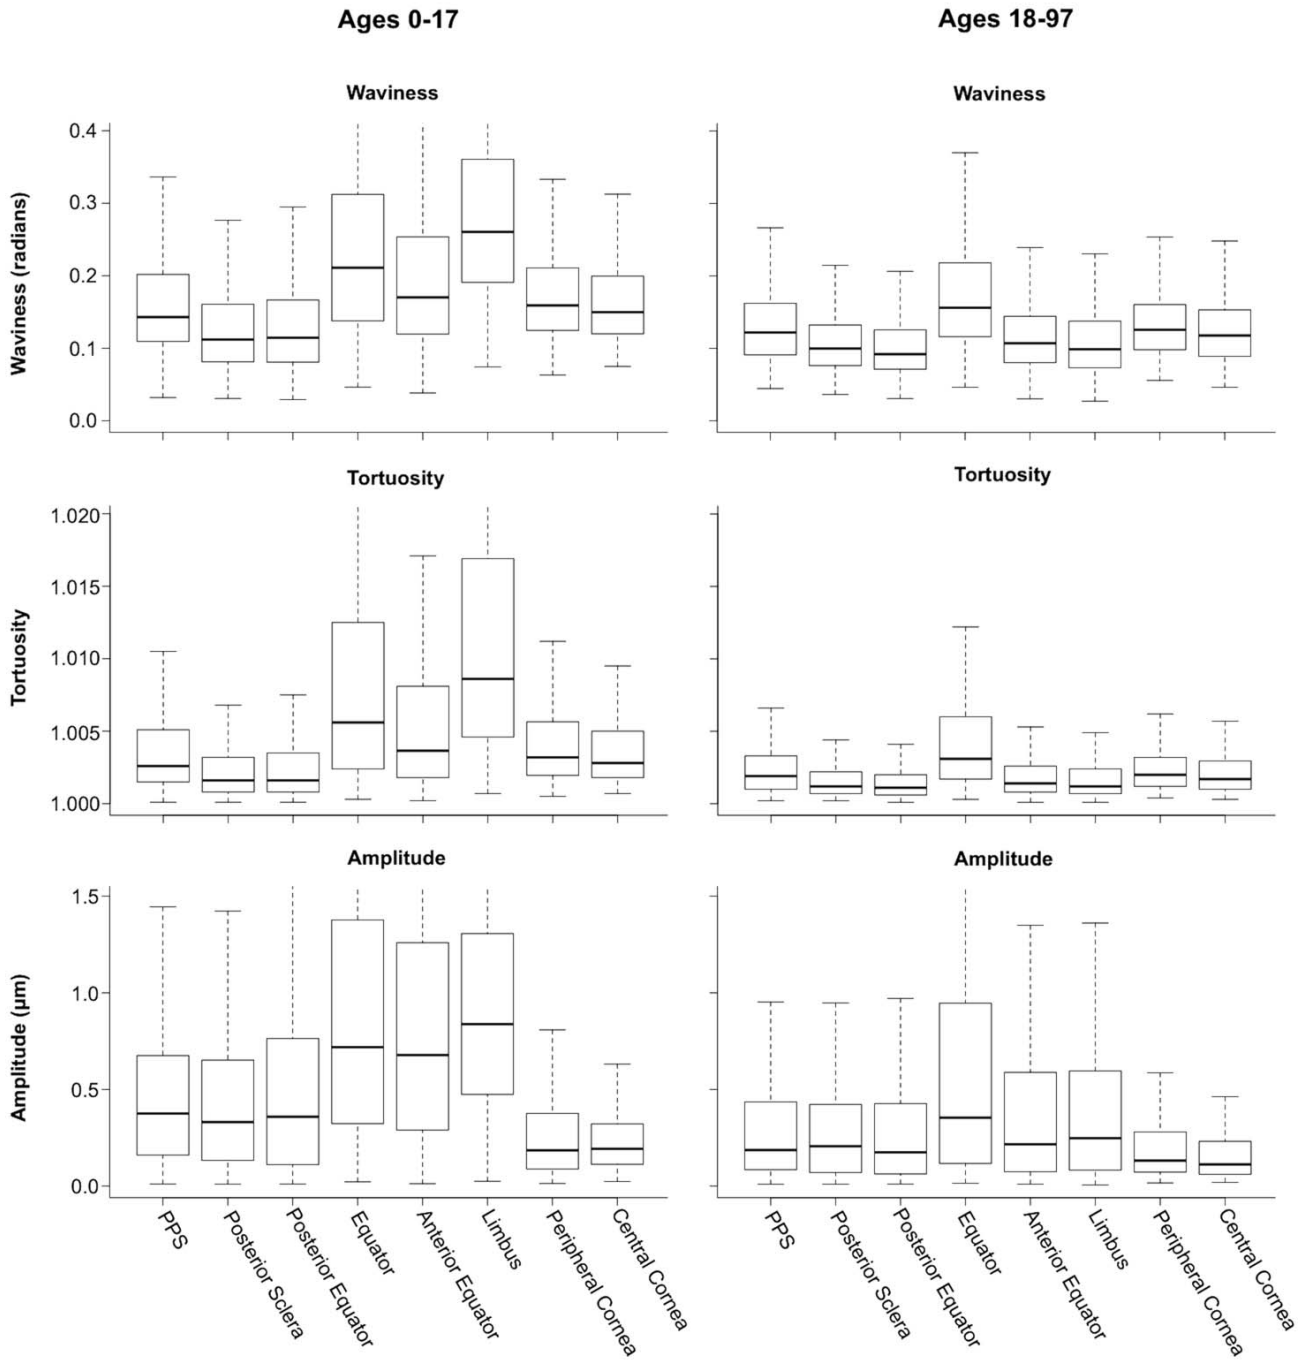 Ages 0-17
Ages 18-97
Waviness
Waviness
Waviness (radians)
0.4
0.3
0.2
0.1
0.0
Tortuosity
Tortuosity
Tortuosity
1.020
1.015
1.010
1.005
1.000
Amplitude
Amplitude
Amplitude (µm)
1.5
1.0
0.5
0.0
PPS
Posterior Sclera
Posterior Equator
Equator
Anterior Equator
Limbus
Peripheral Cornea
Central Cornea
PPS
Posterior Sclera
Posterior Equator
Equator
Anterior Equator
Limbus
Peripheral Cornea
Central Cornea